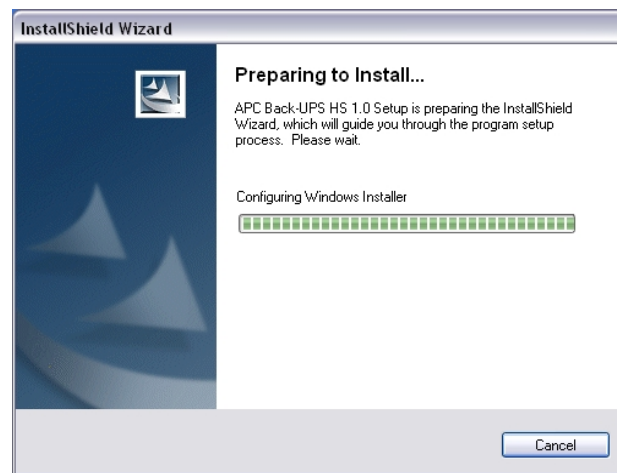 InstallShield Wizard
Preparing to Install...
APC Back-UPS HS 1.0 Setup is preparing the InstallShield
Wizard, which will guide you through the program setup
process. Please wait.
Configuring Windows Installer
Cancel